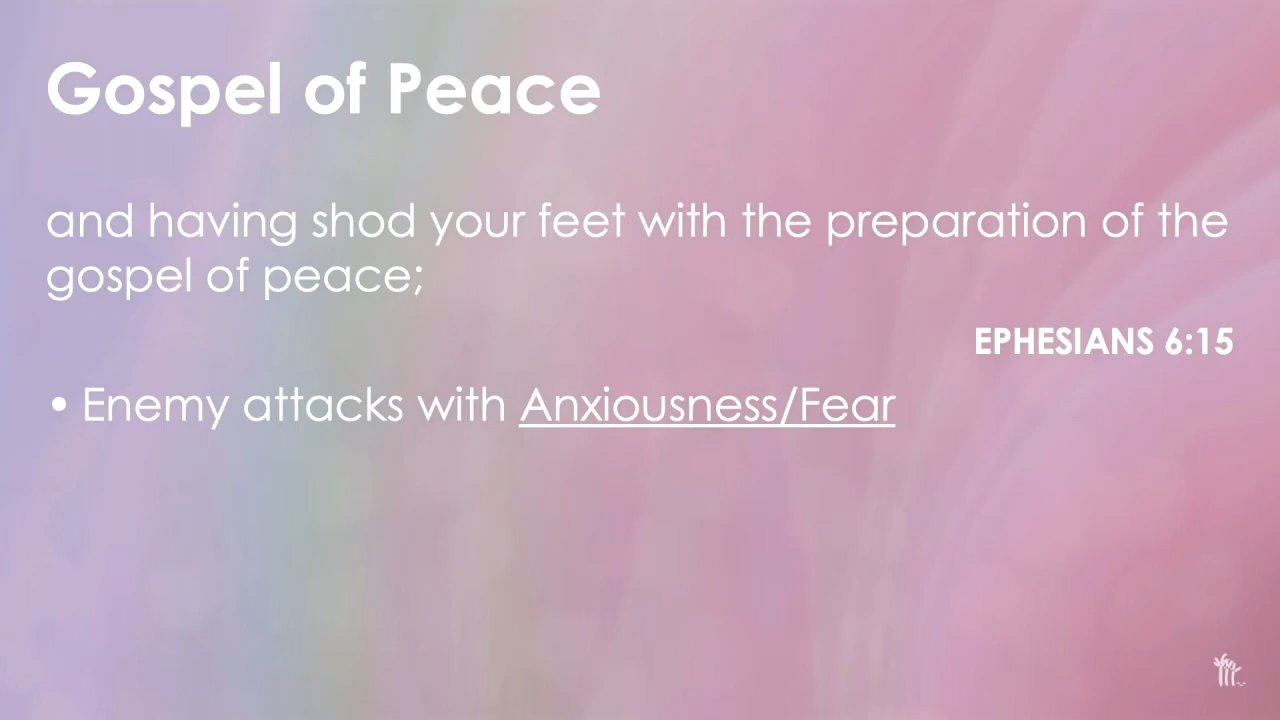 Gospel of Peace
and having shod your feet with the preparation of the
gospel of peace;
EPHESIANS 6:15
• Enemy attacks with Anxiousness/Fear